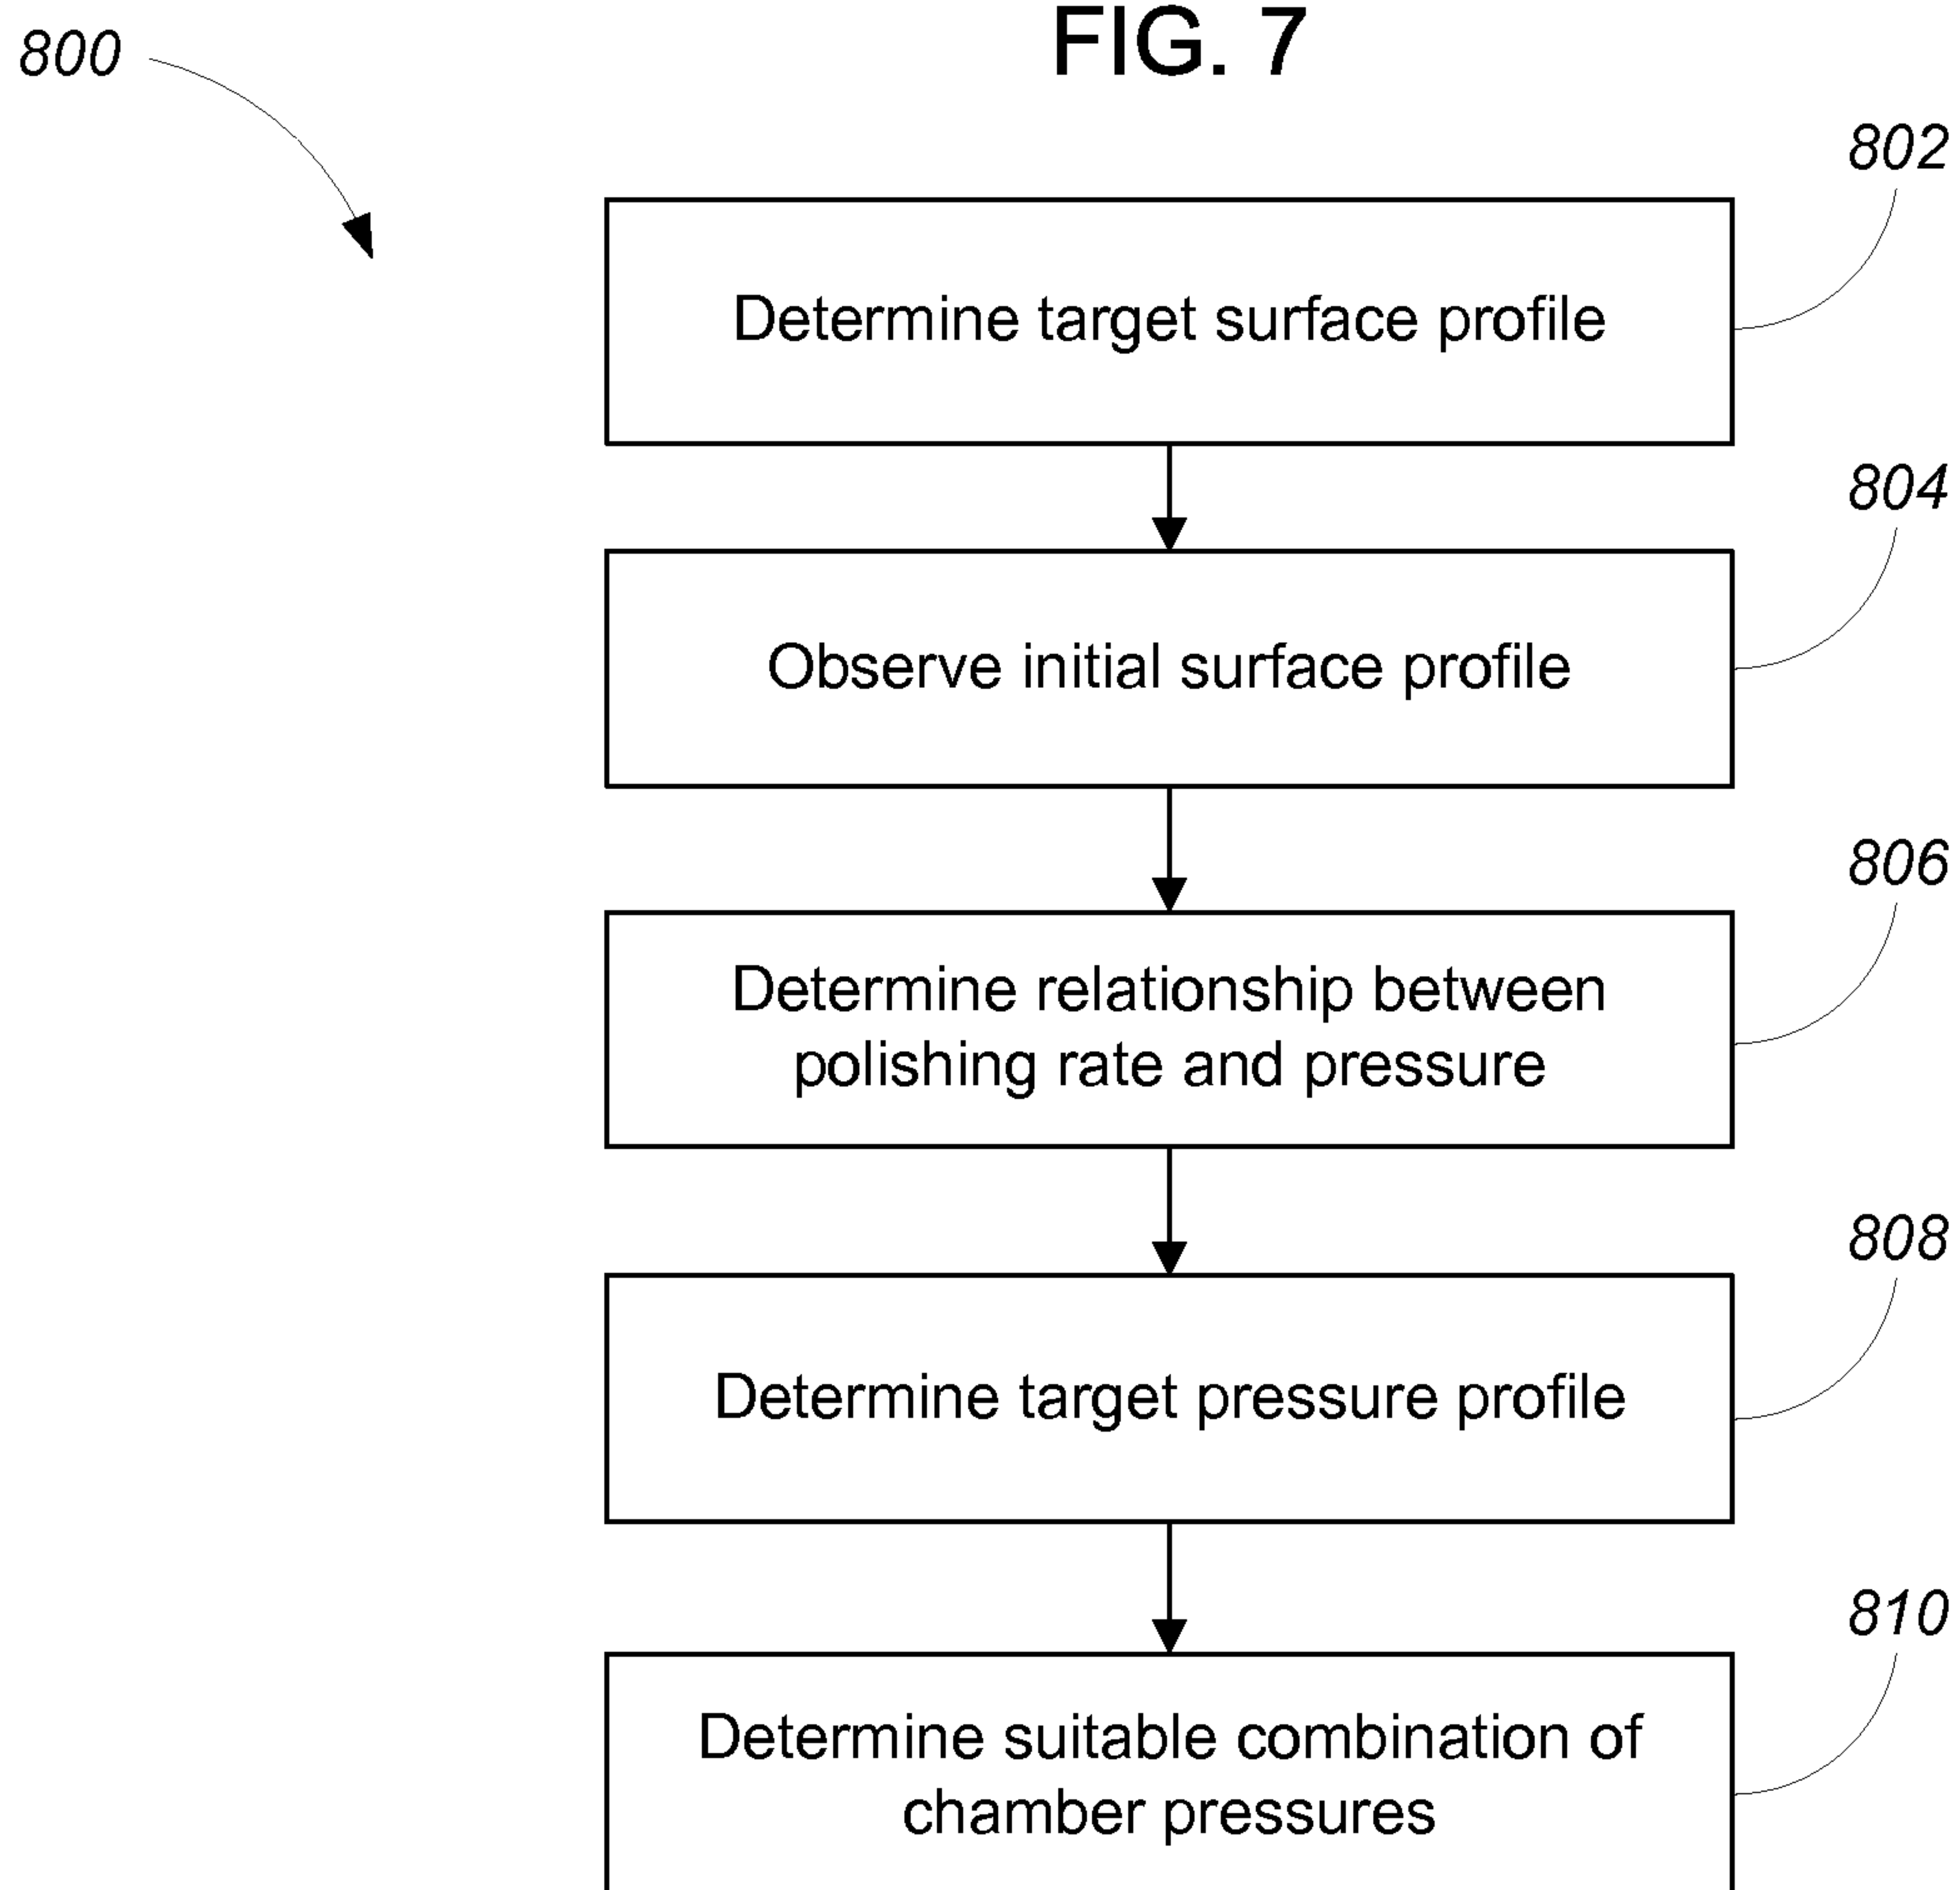 FIG. 7
800
802
Determine target surface profile
804
Observe initial surface profile
806
Determine relationship between
polishing rate and pressure
808
Determine target pressure profile
810
Determine suitable combination of
chamber pressures